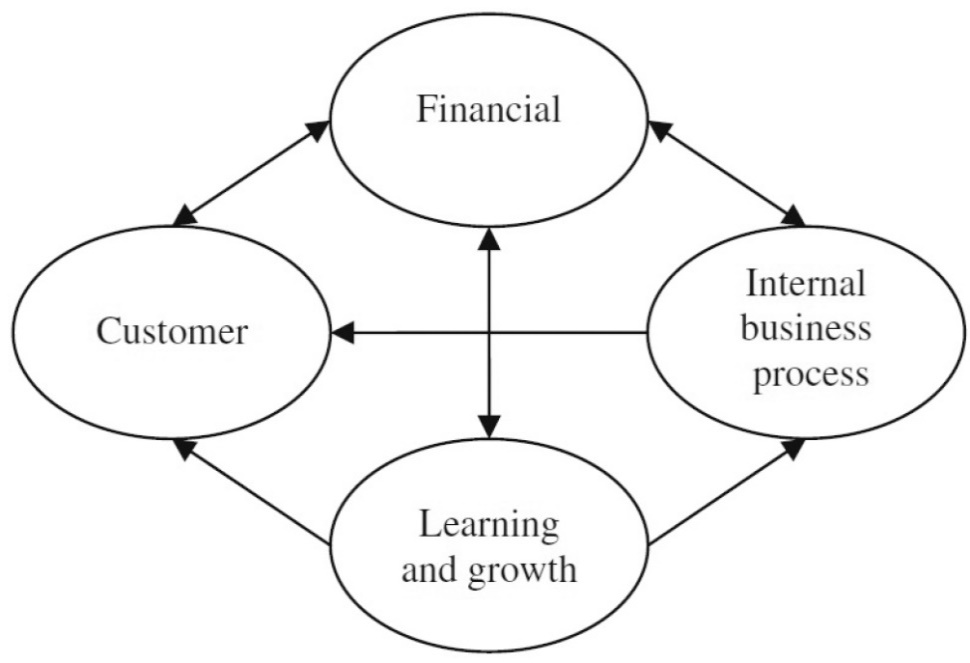 Financial
Customer
Internal
business
process
Learning
and growth